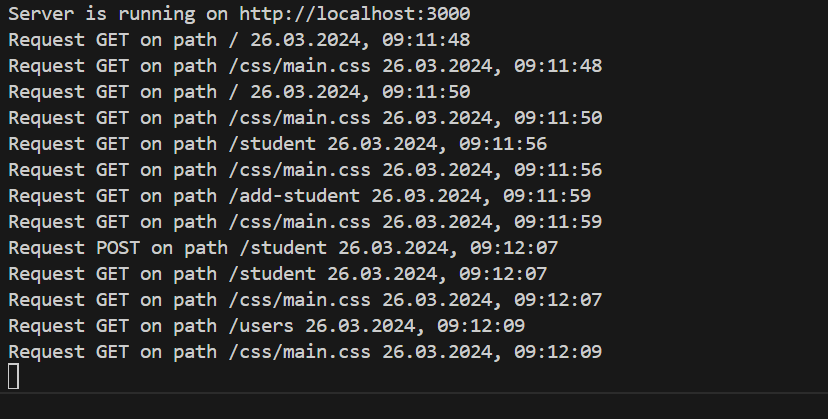 Server is running on http://localhost:3000
Request GET on path / 26.03.2024, 09:11:48
Request GET on path /css/main.css 26.03.2024, 09:11:48
Request GET on path / 26.03.2024, 09:11:50
Request GET on path /css/main.css 26.03.2024, 09:11:50
Request GET on path /student 26.03.2024, 09:11:56
Request GET on path /css/main.css 26.03.2024, 09:11:56
Request GET on path /add-student 26.03.2024, 09:11:59
Request GET on path /css/main.css 26.03.2024, 09:11:59
Request POST on path /student 26.03.2024, 09:12:07
Request GET on path /student 26.03.2024, 09:12:07
Request GET on path /css/main.css 26.03.2024, 09:12:07
Request GET on path /users 26.03.2024, 09:12:09
Request GET on path /css/main.css 26.03.2024, 09:12:09